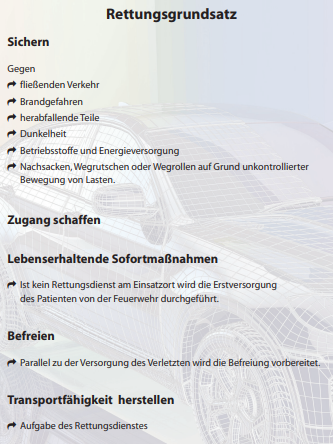 Rettungsgrundsatz
Sichern
Gegen
➦ fließenden Verkehr
➦ Brandgefahren
➦ herabfallende Teile
➦ Dunkelheit
➦ Betriebsstoffe und Energieversorgung
➦ Nachsacken, Wegrutschen oder Wegrollen auf Grund unkontrollierter
Bewegung von Lasten.
Zugang schaffen
Lebenserhaltende Sofortmaßnahmen
➦ Ist kein Rettungsdienst am Einsatzort wird die Erstversorgung
des Patienten von der Feuerwehr durchgeführt.
Befreien
➦ Parallel zu der Versorgung des Verletzten wird die Befreiung vorbereitet.
Transportfähigkeit herstellen
➦ Aufgabe des Rettungsdienstes